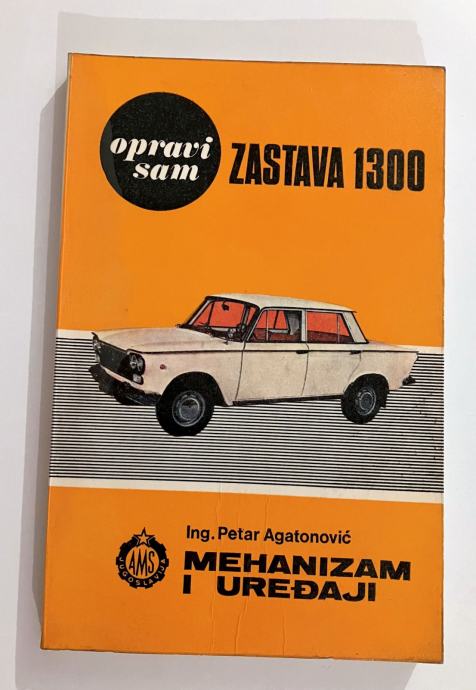 opravi
sam
ZASTAVA 1300
Ing. Petar Agatonović
AMS
JUGOSLAVIJA
MEHANIZAM
I UREĐAJI